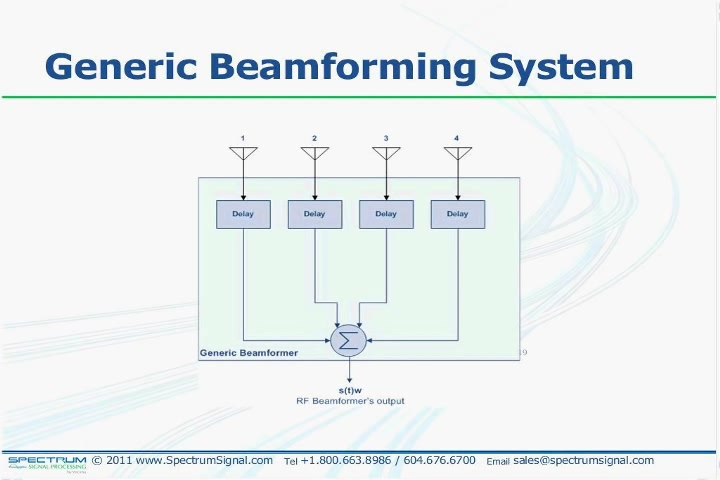 Generic Beamforming System
1 2 3 4
Delay Delay Delay Delay
Σ
Generic Beamformer
19
s(t)w
RF Beamformer's output
SPECTRUM
SIGNAL PROCESSING
© 2011 www.SpectrumSignal.com Tel +1.800.663.8986 / 604.676.6700 Email sales@spectrumsignal.com